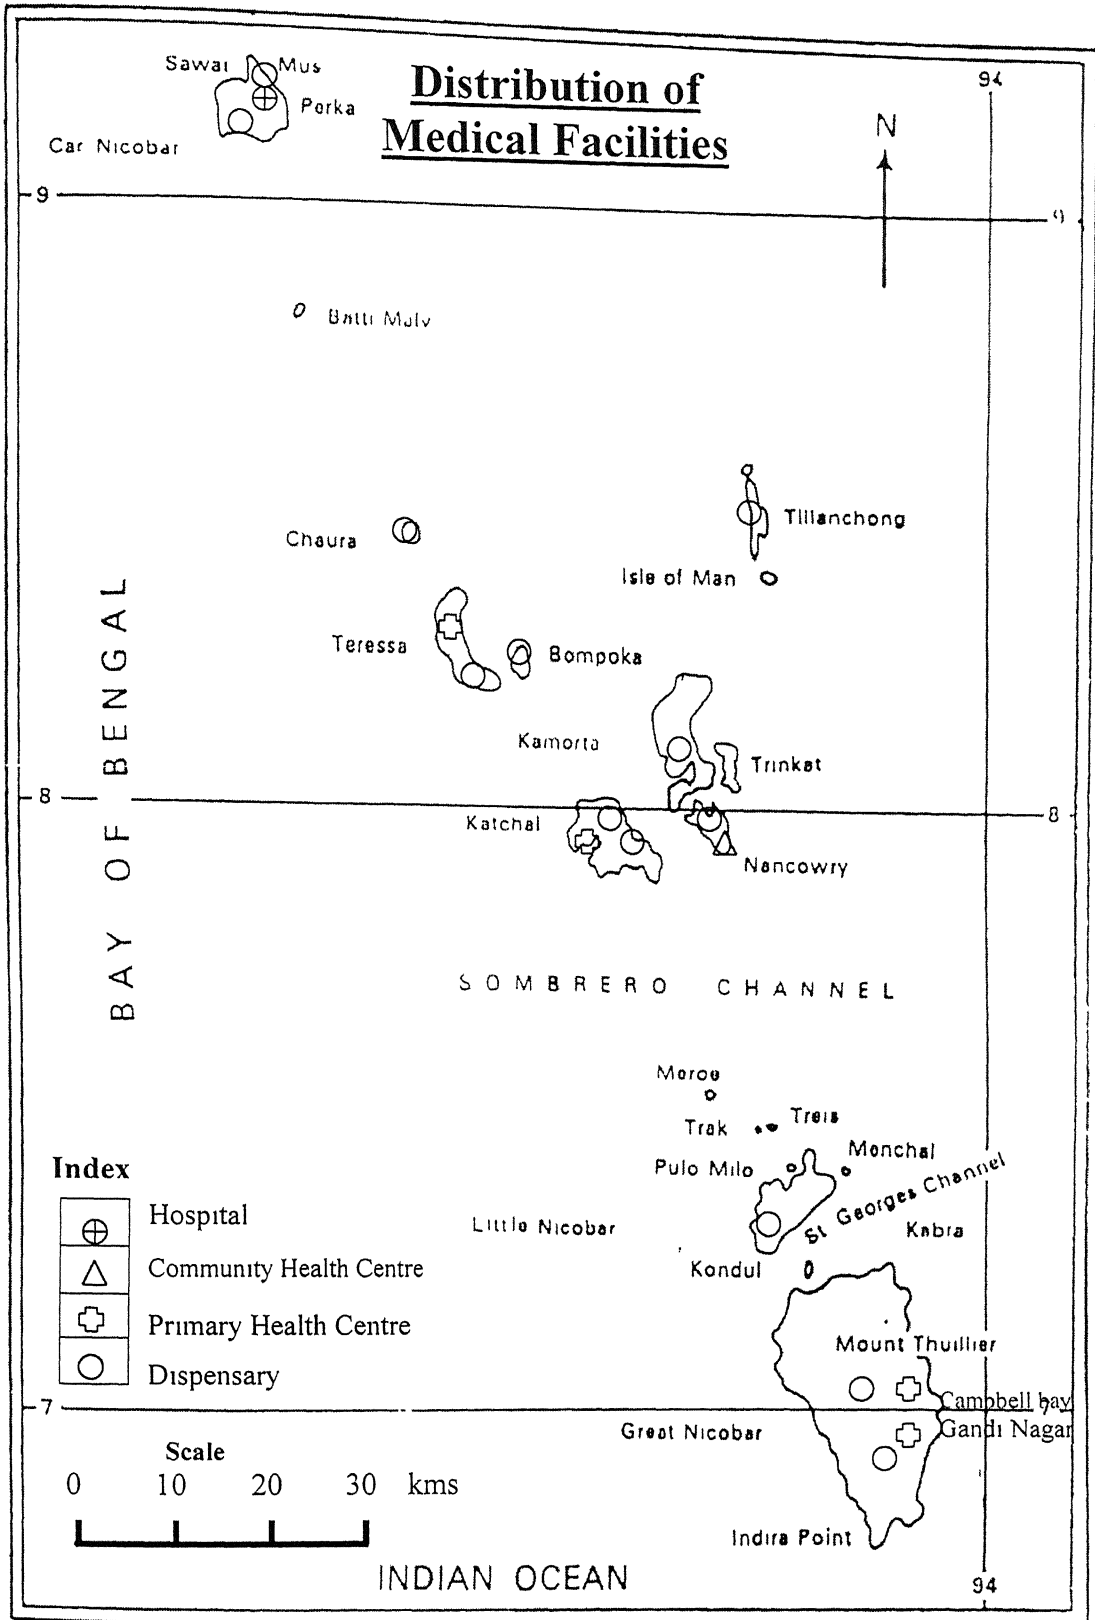 Distribution of
Medical Facilities
94
Sawai
Mus
Perka
Car Nicobar
N
9
9
Batti Malv
Chaura
Tillanchong
Isle of Man
Teressa
Bompoka
Kamorta
Trinkat
8
8
Katchal
Nancowry
BAY OF BENGAL
SOMBRERO CHANNEL
Meroe
Trak
Treis
Pulo Milo
Menchal
St Georges Channel
Little Nicobar
Kabra
Kondul
Index
Hospital
Community Health Centre
Primary Health Centre
Dispensary
Mount Thuillier
7
7
Campbell bay
Gandi Nagar
Great Nicobar
Scale
0 10 20 30 kms
Indira Point
INDIAN OCEAN
94